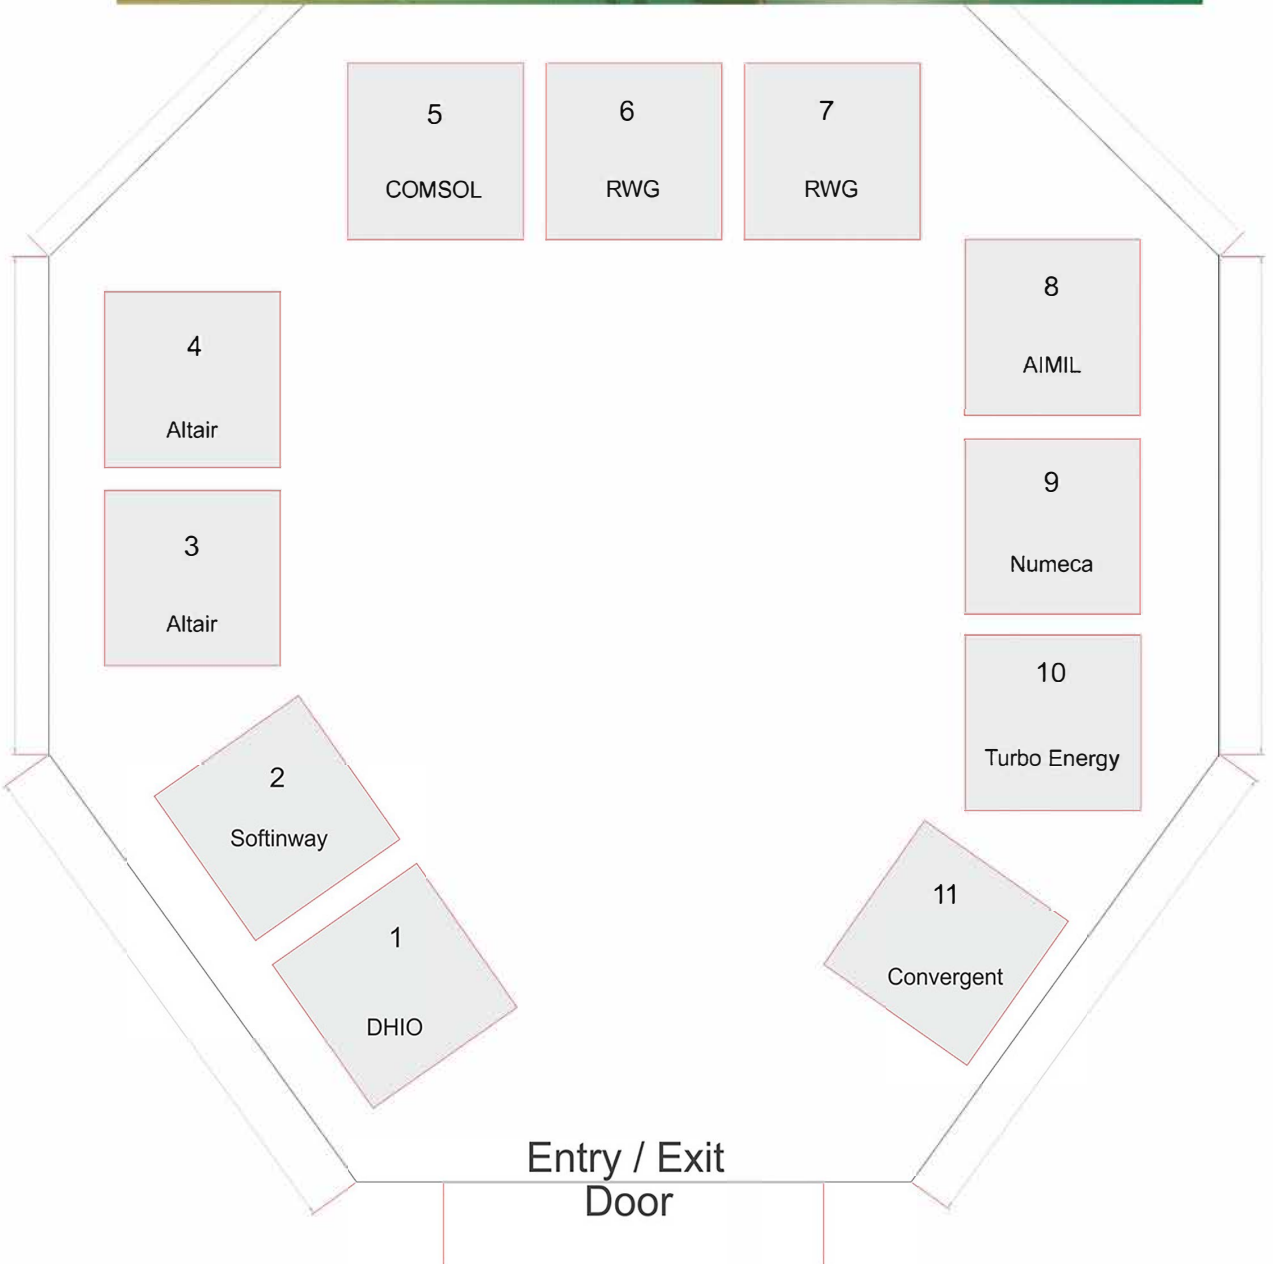 5
COMSOL
6
RWG
7
RWG
8
AIMIL
4
Altair
9
Numeca
3
Altair
10
Turbo Energy
2
Softinway
11
Convergent
1
DHIO
Entry / Exit
Door